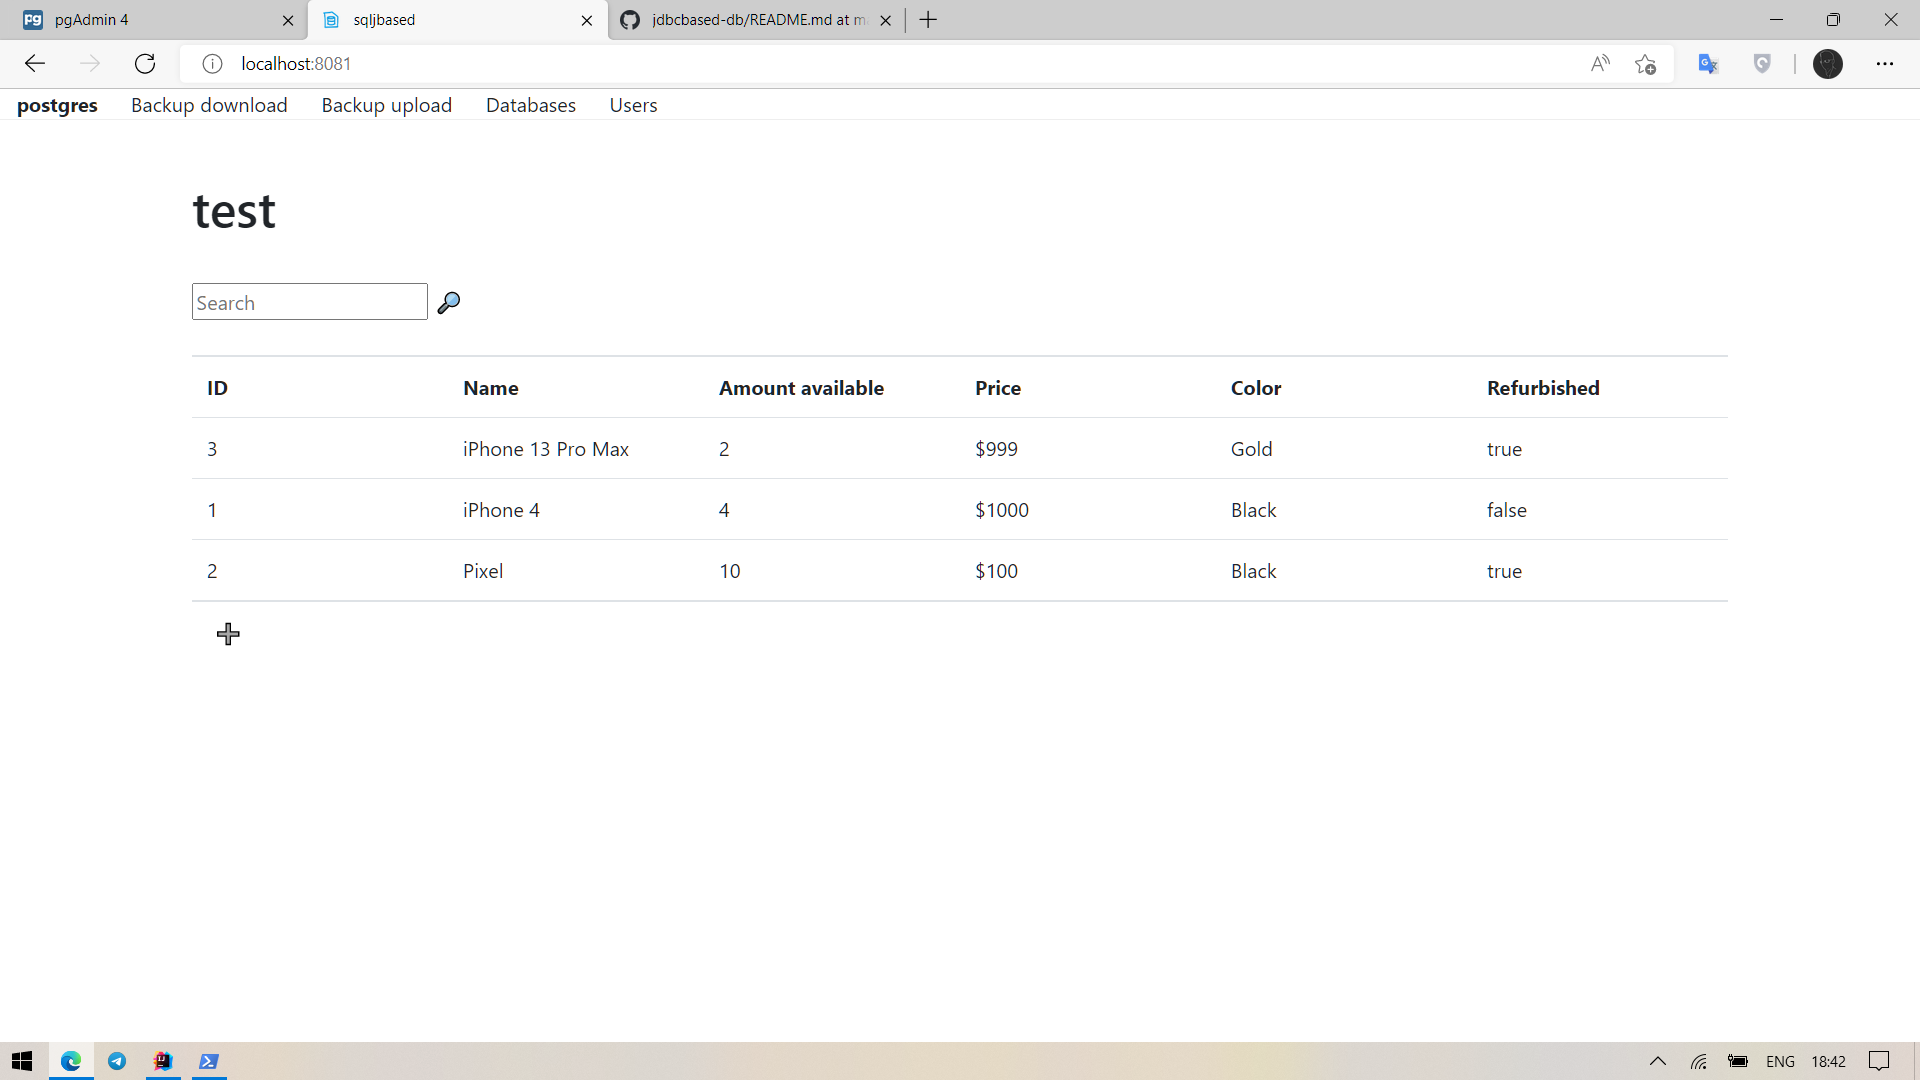 pgAdmin 4
sqljbased
jdbcbased-db/README.md at m
localhost:8081
postgres Backup download Backup upload Databases Users
test
Search
ID Name Amount available Price Color Refurbished
3 iPhone 13 Pro Max 2 $999 Gold true
1 iPhone 4 4 $1000 Black false
2 Pixel 10 $100 Black true
ENG 18:42